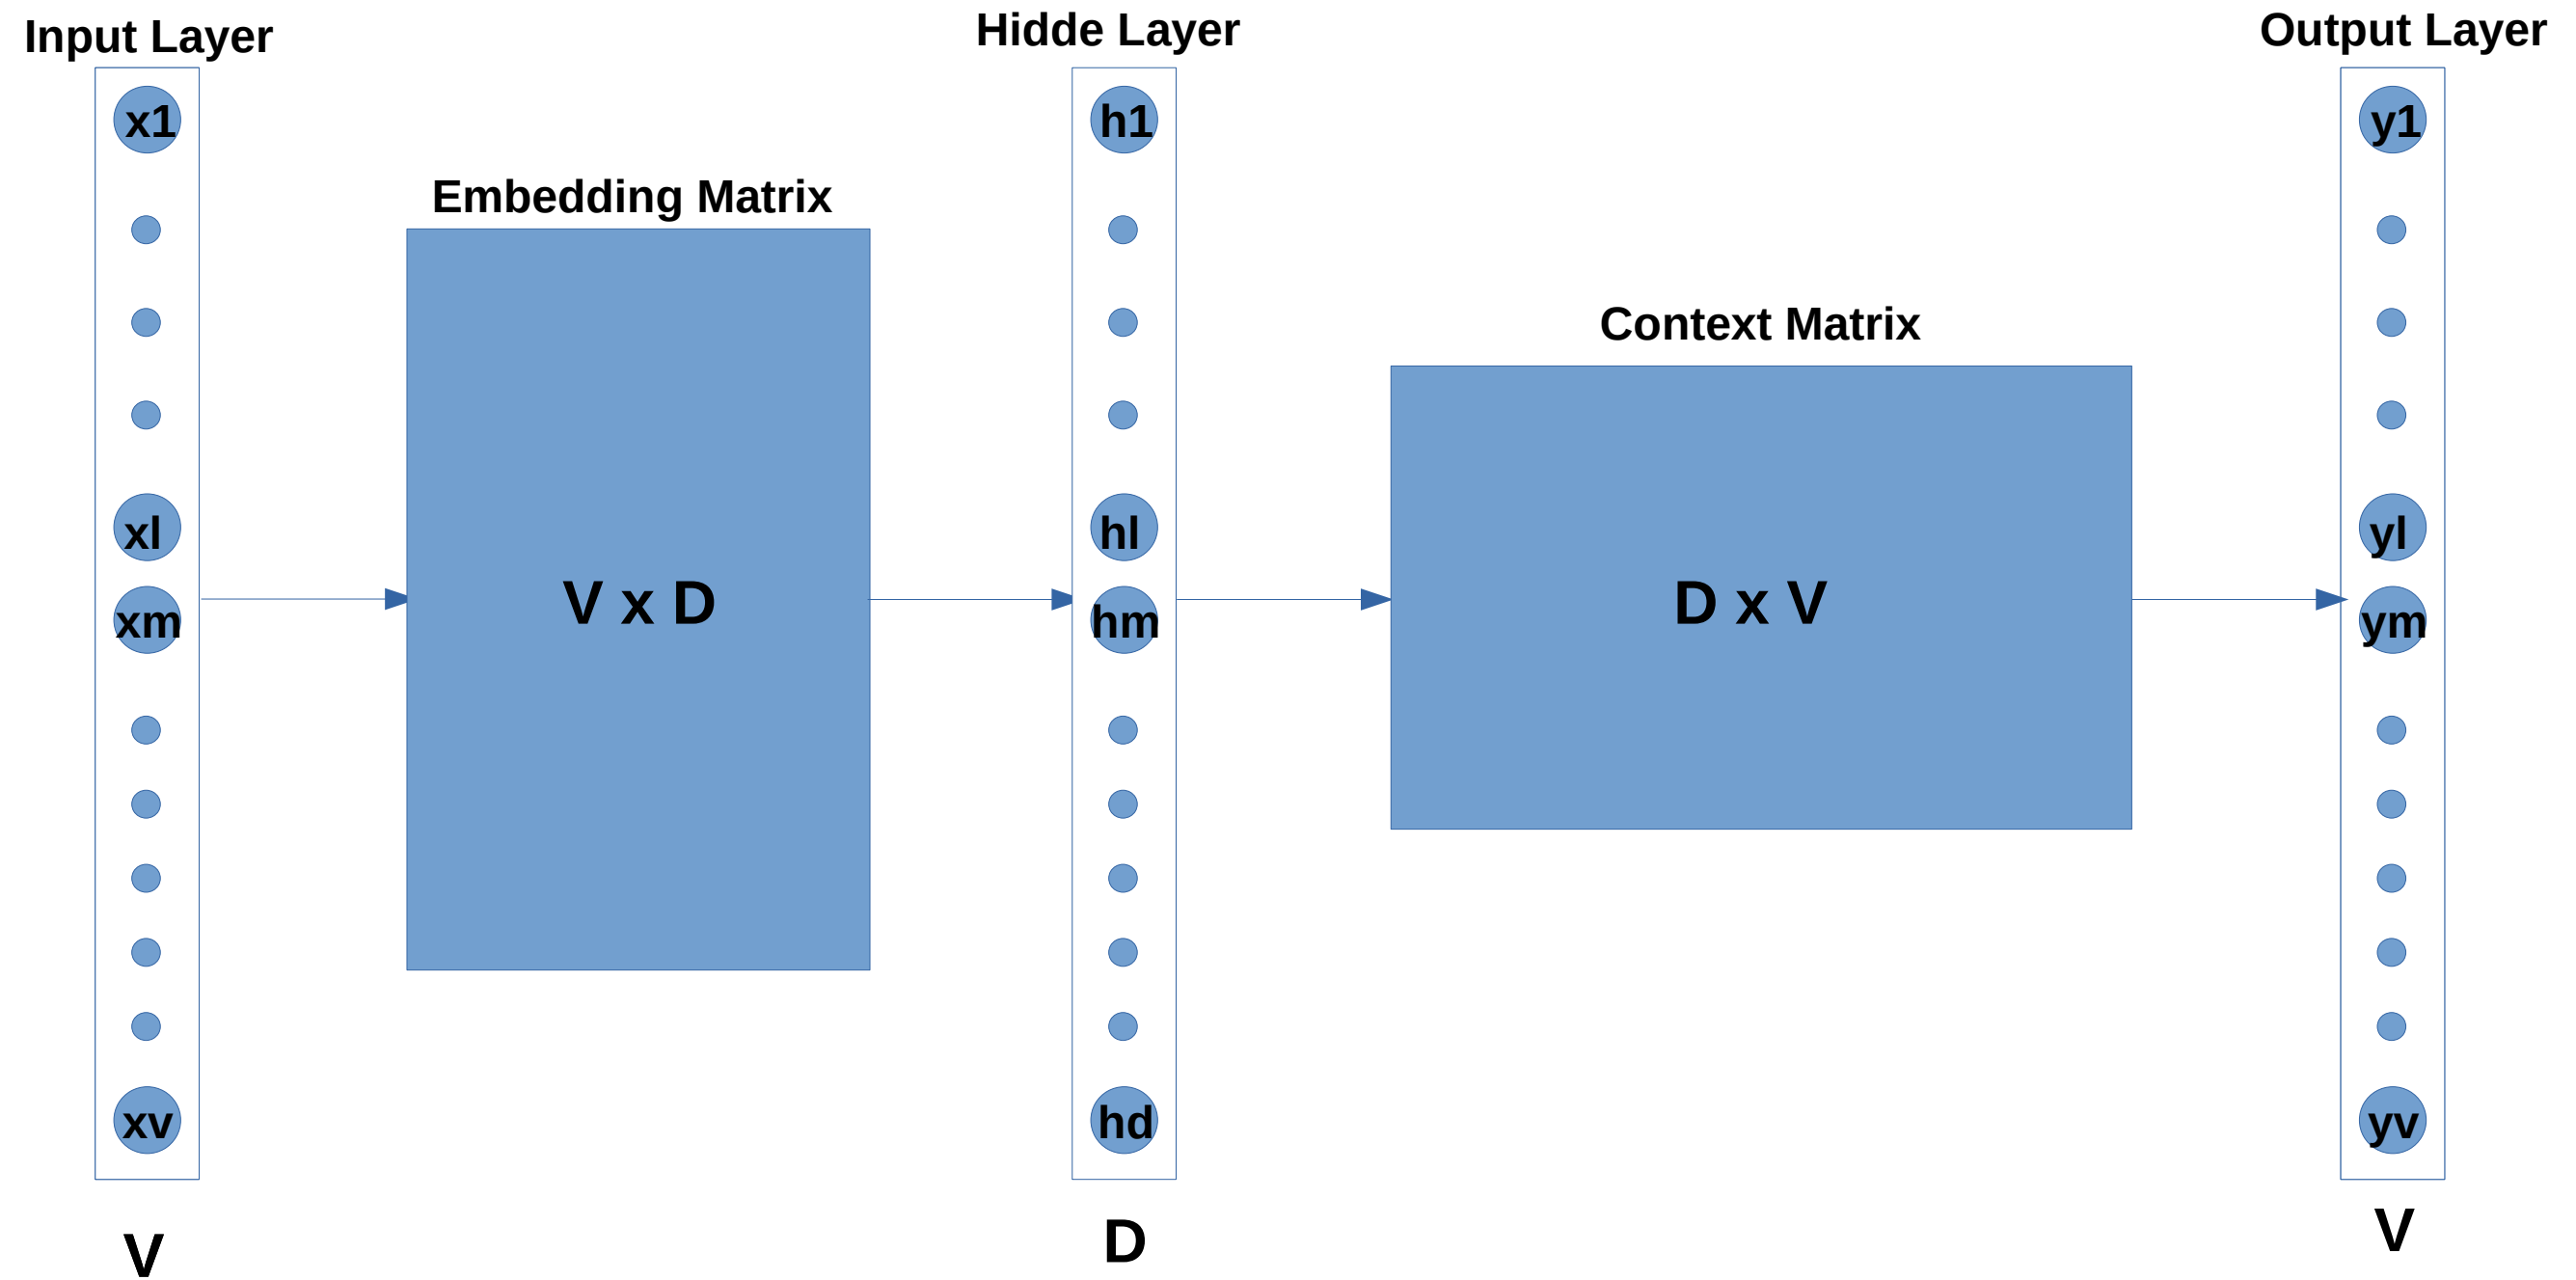 Input Layer
Hidde Layer
Output Layer
x1
h1
y1
Embedding Matrix
Context Matrix
xl
hl
yl
V x D
D x V
xm
hm
ym
xv
hd
yv
V
D
V